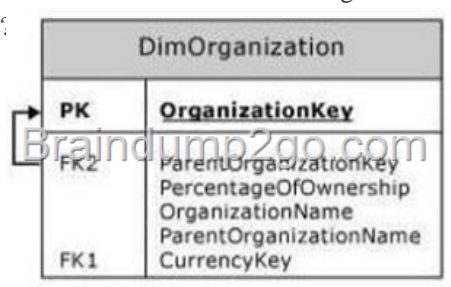 DimOrganization
PK OrganizationKey
Braindump2go.com
FK2 ParentOrganizationKey
PercentageOfOwnership
OrganizationName
ParentOrganizationName
FK1 CurrencyKey